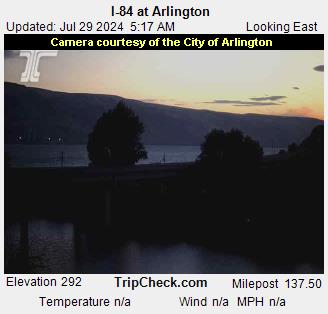 I-84 at Arlington
Updated: Jul 29 2024 5:17 AM Looking East
Camera courtesy of the City of Arlington
Elevation 292 TripCheck.com Milepost 137.50
Temperature n/a Wind n/a MPH n/a